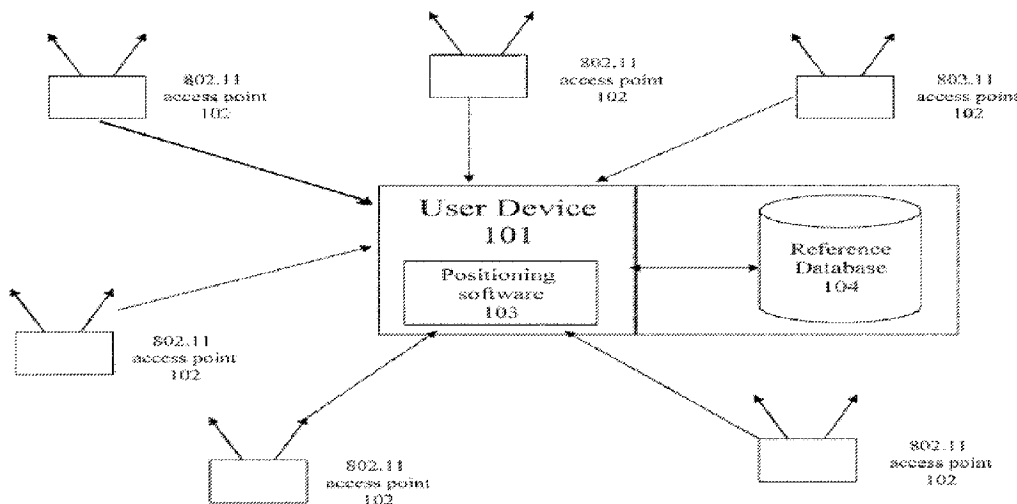 802.11
access point
102
802.11
access point
102
802.11
access point
102
User Device
101
Positioning
software
103
Reference
Database
104
802.11
access point
102
802.11
access point
102
802.11
access point
102